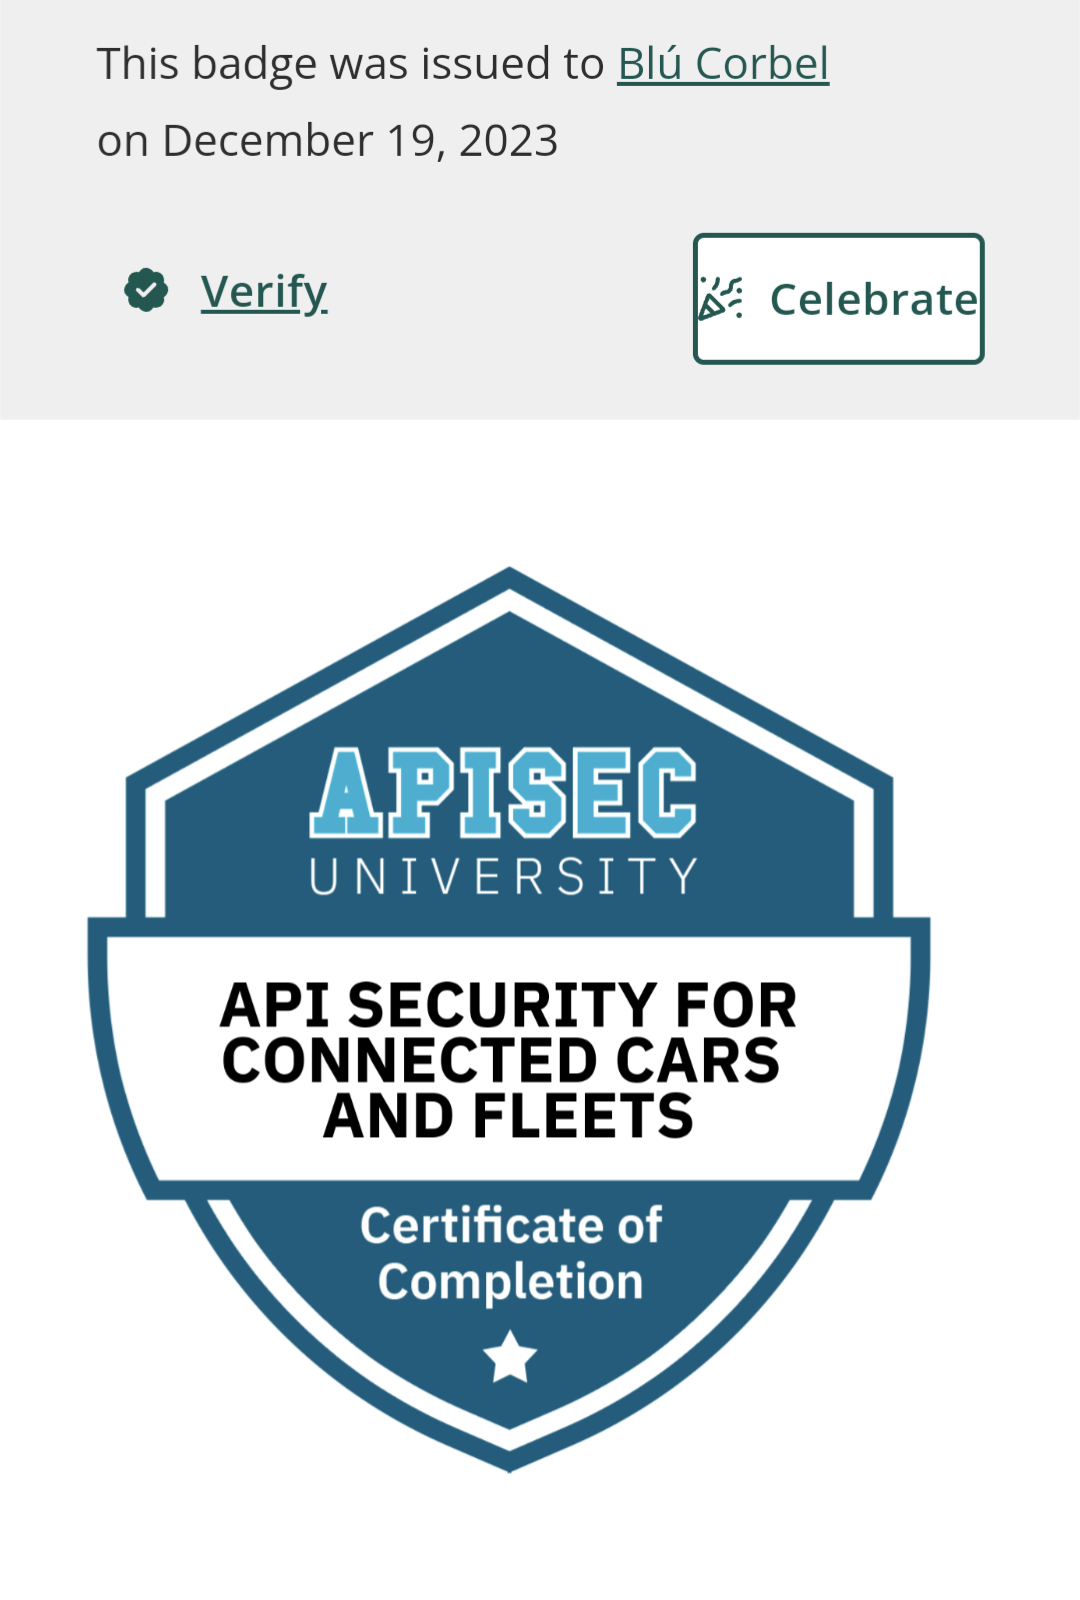 This badge was issued to Blú Corbel
on December 19, 2023
Verify
Celebrate
APISEC
UNIVERSITY
API SECURITY FOR
CONNECTED CARS
AND FLEETS
Certificate of
Completion